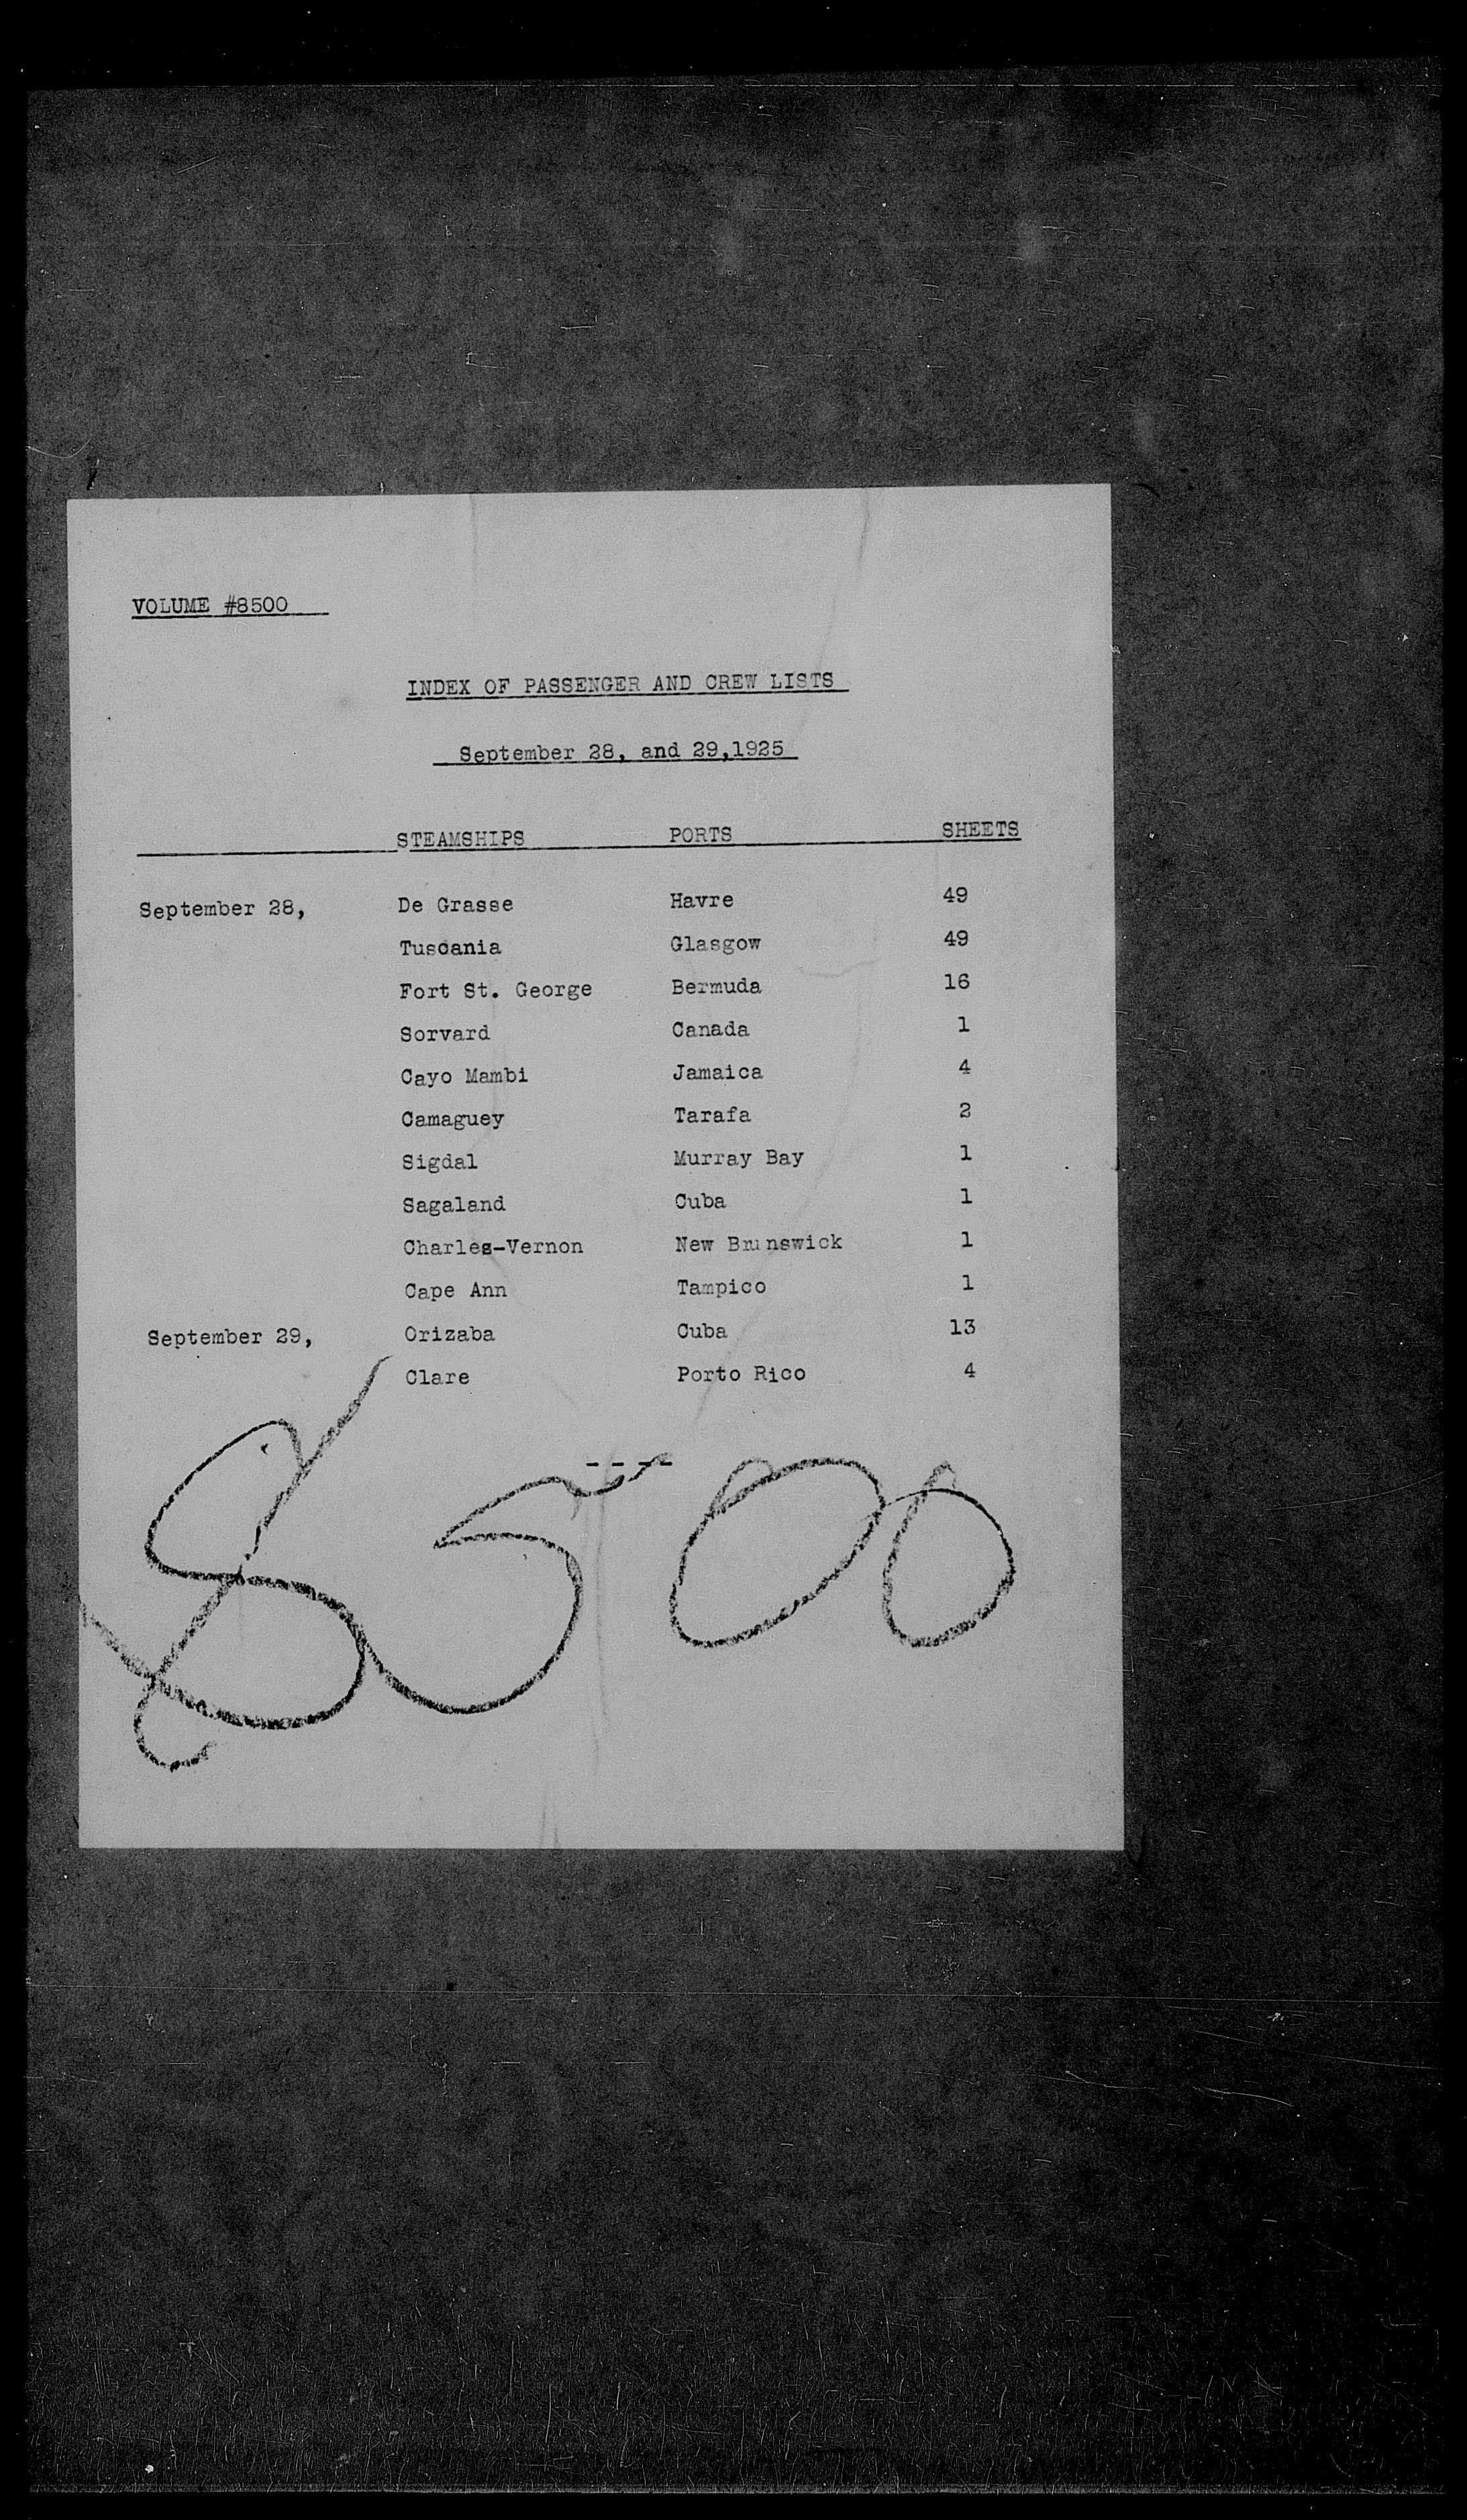 VOLUME #8500
INDEX OF PASSENGER AND CREW LISTS
September 28, and 29,1925
STEAMSHIPS PORTS SHEETS
September 28, De Grasse Havre 49
Tuscania Glasgow 49
Fort St. George Bermuda 16
Sorvard Canada 1
Cayo Mambi Jamaica 4
Camaguey Tarafa 2
Sigdal Murray Bay 1
Sagaland Cuba 1
Charles-Vernon New Brunswick 1
Cape Ann Tampico 1
September 29, Orizaba Cuba 13
Clare Porto Rico 4
----
8500